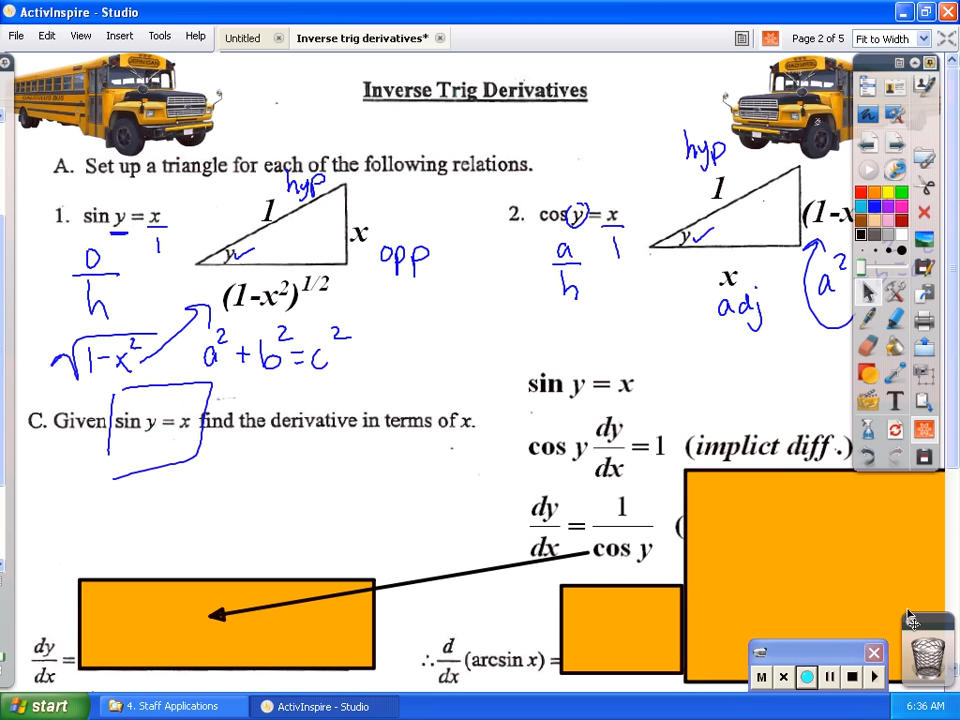 ActivInspire - Studio
File Edit View Insert Tools Help
Untitled
Inverse trig derivatives*
Page 2 of 5
Fit to Width
Inverse Trig Derivatives
A. Set up a triangle for each of the following relations.
1. sin y = x
1
O
h
hyp
1
x
opp
y
(1-x²)^1/2
√1-x²
a² + b² = c²
2. cos y = x
1
a
h
hyp
1
(1-x
y
x
adj
a²
C. Given sin y = x find the derivative in terms of x.
sin y = x
cos y dy/dx = 1 (implict diff.)
dy/dx = 1/cos y (
dy/dx =
∴ d/dx (arcsin x) =
M
start
4. Staff Applications
ActivInspire - Studio
6:36 AM